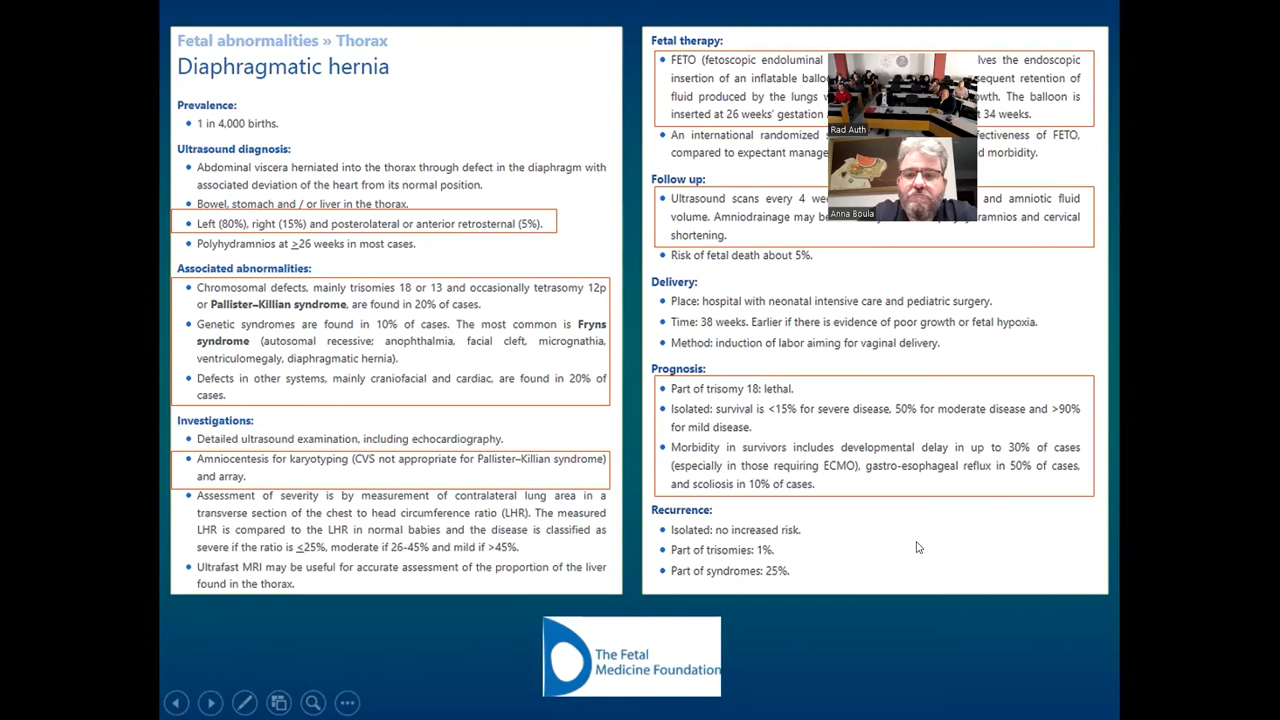 Fetal abnormalities » Thorax
Diaphragmatic hernia
Prevalence:
• 1 in 4,000 births.
Ultrasound diagnosis:
• Abdominal viscera herniated into the thorax through defect in the diaphragm with
associated deviation of the heart from its normal position.
• Bowel, stomach and / or liver in the thorax.
• Left (80%), right (15%) and posterolateral or anterior retrosternal (5%).
• Polyhydramnios at >26 weeks in most cases.
Associated abnormalities:
• Chromosomal defects, mainly trisomies 18 or 13 and occasionally tetrasomy 12p
or Pallister–Killian syndrome, are found in 20% of cases.
• Genetic syndromes are found in 10% of cases. The most common is Fryns
syndrome (autosomal recessive; anophthalmia, facial cleft, micrognathia,
ventriculomegaly, diaphragmatic hernia).
• Defects in other systems, mainly craniofacial and cardiac, are found in 20% of
cases.
Investigations:
• Detailed ultrasound examination, including echocardiography.
• Amniocentesis for karyotyping (CVS not appropriate for Pallister–Killian syndrome)
and array.
• Assessment of severity is by measurement of contralateral lung area in a
transverse section of the chest to head circumference ratio (LHR). The measured
LHR is compared to the LHR in normal babies and the disease is classified as
severe if the ratio is <25%, moderate if 26-45% and mild if >45%.
• Ultrafast MRI may be useful for accurate assessment of the proportion of the liver
found in the thorax.
Fetal therapy:
• FETO (fetoscopic endoluminal lves the endoscopic
insertion of an inflatable ballo sequent retention of
fluid produced by the lungs wth. The balloon is
inserted at 26 weeks' gestation t 34 weeks.
• An international randomized fectiveness of FETO,
compared to expectant manage d morbidity.
Follow up:
• Ultrasound scans every 4 we and amniotic fluid
volume. Amniodrainage may be ramnios and cervical
shortening.
• Risk of fetal death about 5%.
Delivery:
• Place: hospital with neonatal intensive care and pediatric surgery.
• Time: 38 weeks. Earlier if there is evidence of poor growth or fetal hypoxia.
• Method: induction of labor aiming for vaginal delivery.
Prognosis:
• Part of trisomy 18: lethal.
• Isolated: survival is <15% for severe disease, 50% for moderate disease and >90%
for mild disease.
• Morbidity in survivors includes developmental delay in up to 30% of cases
(especially in those requiring ECMO), gastro-esophageal reflux in 50% of cases,
and scoliosis in 10% of cases.
Recurrence:
• Isolated: no increased risk.
• Part of trisomies: 1%.
• Part of syndromes: 25%.
Rad Auth
Anna Boula
The Fetal
Medicine Foundation